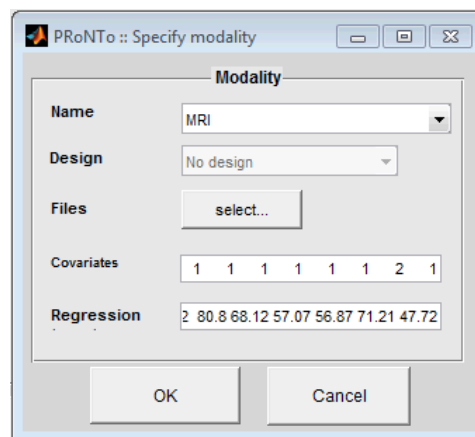 PRoNTo :: Specify modality
Modality
Name
MRI
Design
No design
Files
select...
Covariates
1 1 1 1 1 1 2 1
Regression
2 80.8 68.12 57.07 56.87 71.21 47.72
OK
Cancel